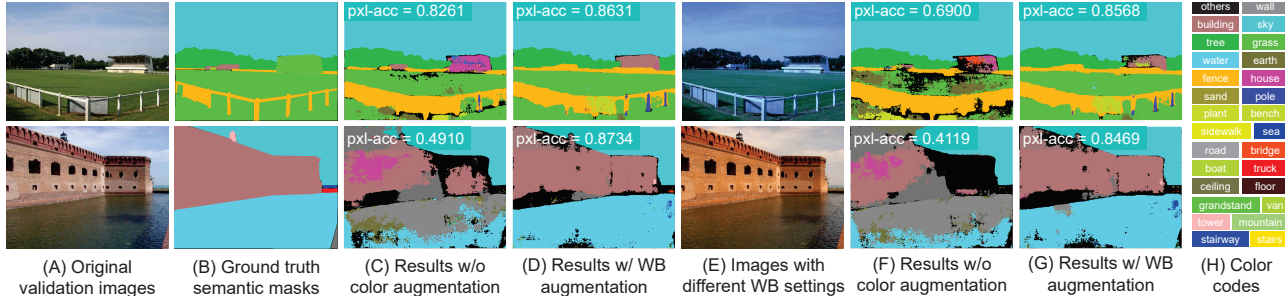 pxl-acc = 0.8261
pxl-acc = 0.8631
pxl-acc = 0.6900
pxl-acc = 0.8568
pxl-acc = 0.4910
pxl-acc = 0.8734
pxl-acc = 0.4119
pxl-acc = 0.8469
others wall
building sky
tree grass
water earth
fence house
sand pole
plant bench
sidewalk sea
road bridge
boat truck
ceiling floor
grandstand van
tower mountain
stairway stairs
(A) Original
validation images
(B) Ground truth
semantic masks
(C) Results w/o
color augmentation
(D) Results w/ WB
augmentation
(E) Images with
different WB settings
(F) Results w/o
color augmentation
(G) Results w/ WB
augmentation
(H) Color
codes